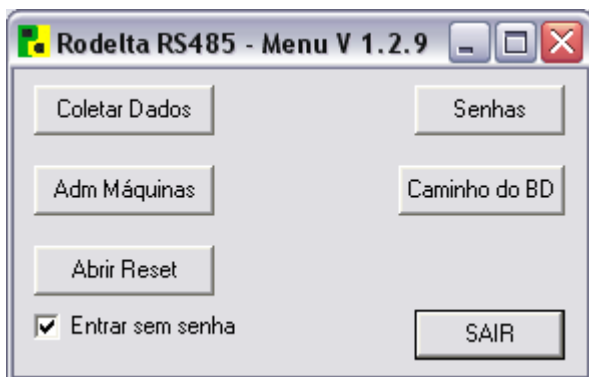 Rodelta RS485 - Menu V 1.2.9
Coletar Dados
Senhas
Adm Máquinas
Caminho do BD
Abrir Reset
Entrar sem senha
SAIR